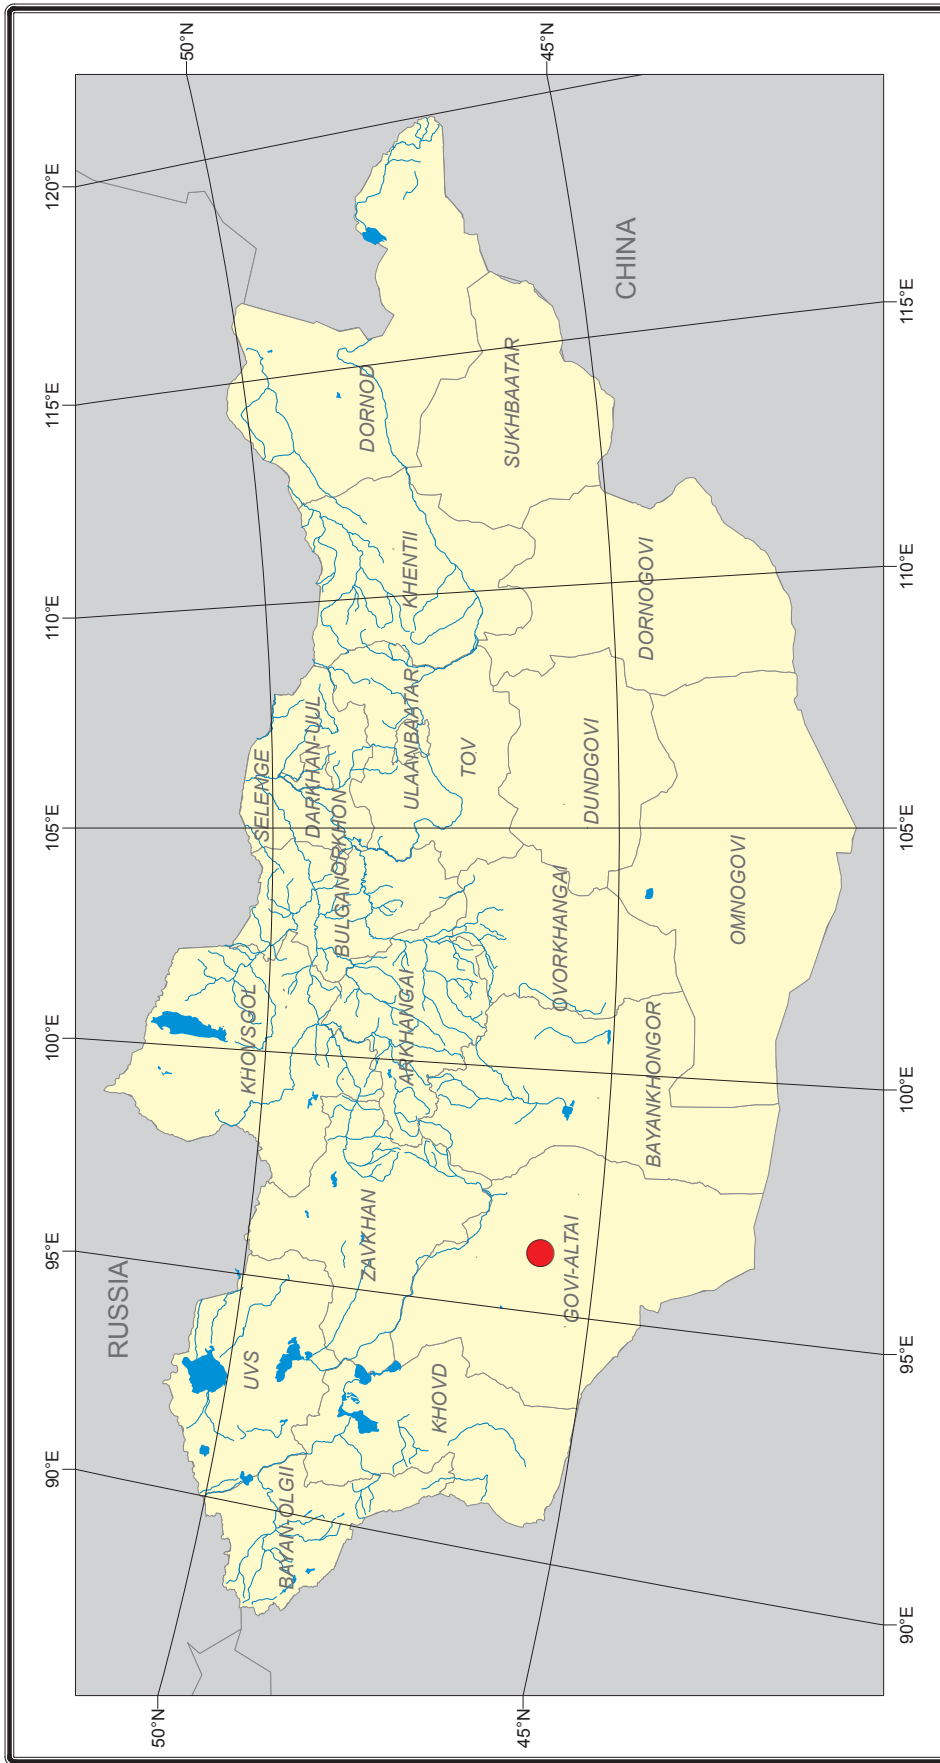 90°E
95°E
100°E
105°E
110°E
115°E
120°E
50°N
50°N
45°N
45°N
RUSSIA
CHINA
BAYAN-OLGII
UVS
KHOVD
ZAVKHAN
GOVI-ALTAI
KHOVSGOL
ARKHANGAI
BAYANKHONGOR
OVORKHANGAI
BULGAN
ORKHON
SELENGE
DARKHAN-UUL
ULAANBAATAR
TOV
DUNDGOVI
OMNOGOVI
KHENTII
DORNOGOVI
DORNOD
SUKHBAATAR
90°E
95°E
100°E
105°E
110°E
115°E